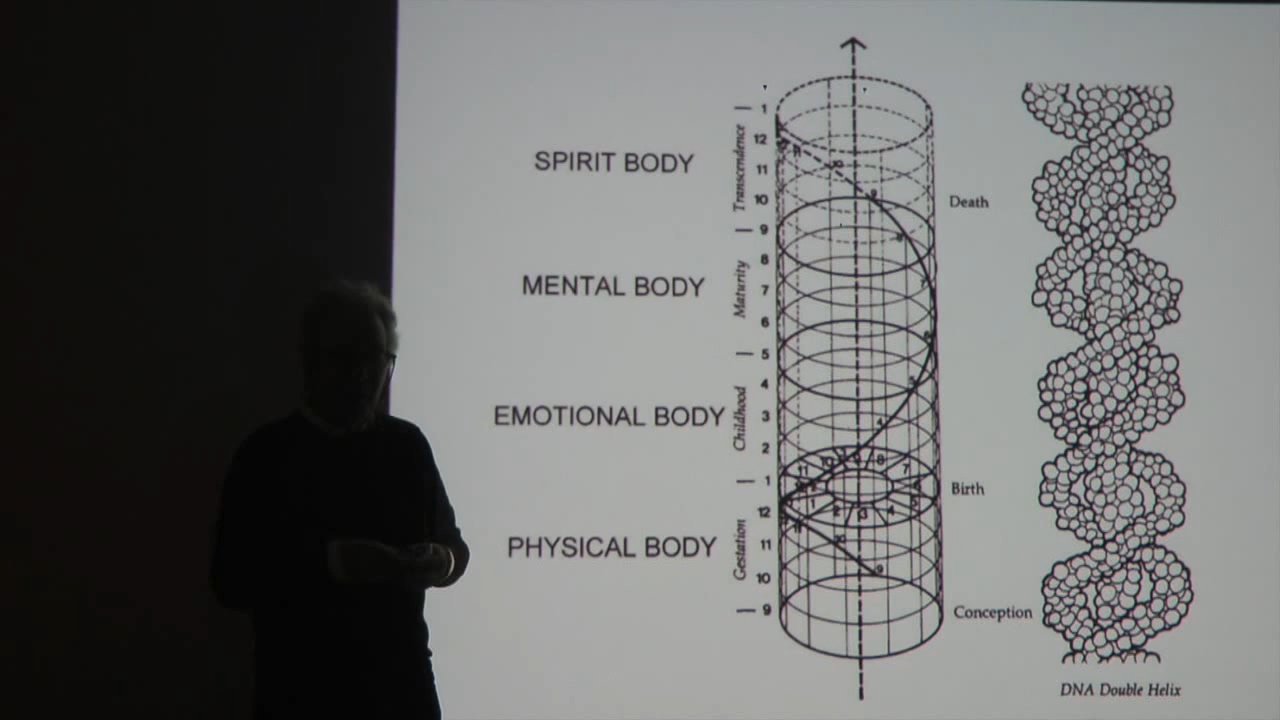 SPIRIT BODY
MENTAL BODY
EMOTIONAL BODY
PHYSICAL BODY
Transcendence
Maturity
Childhood
Gestation
1
12
11
10
9
8
7
6
5
4
3
2
1
12
11
10
9
Death
Birth
Conception
DNA Double Helix